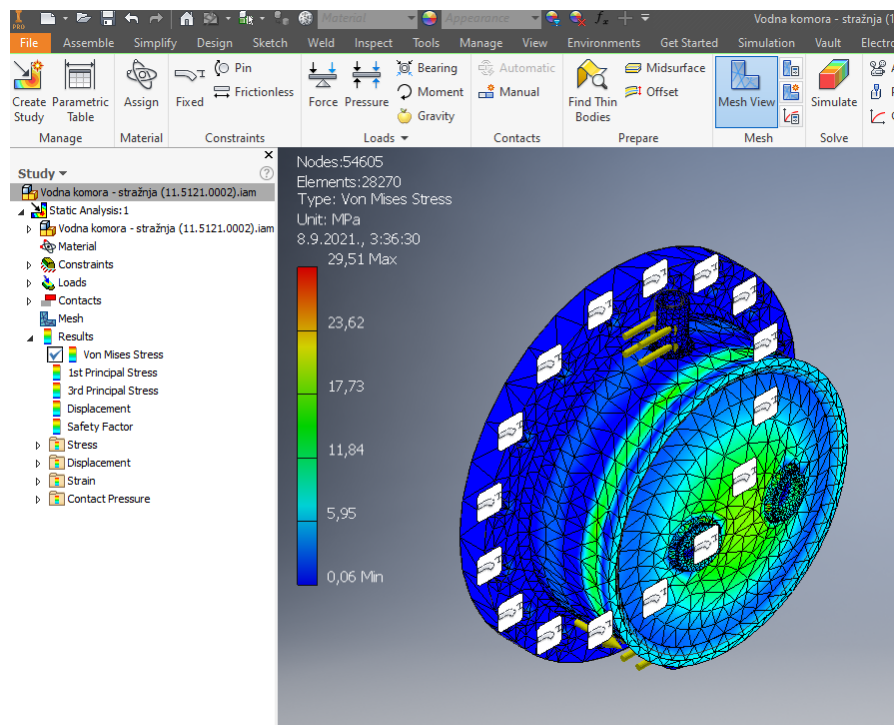 PRO
Material
Appearance
Vodna komora - stražnja (1
File Assemble Simplify Design Sketch Weld Inspect Tools Manage View Environments Get Started Simulation Vault Electro
Create Study
Parametric Table
Assign
Fixed
Pin
Frictionless
Force
Pressure
Bearing
Moment
Gravity
Automatic
Manual
Find Thin Bodies
Midsurface
Offset
Mesh View
Simulate
Manage Material Constraints Loads Contacts Prepare Mesh Solve
Study
Vodna komora - stražnja (11.5121.0002).iam
Static Analysis:1
Vodna komora - stražnja (11.5121.0002).iam
Material
Constraints
Loads
Contacts
Mesh
Results
Von Mises Stress
1st Principal Stress
3rd Principal Stress
Displacement
Safety Factor
Stress
Displacement
Strain
Contact Pressure
Nodes:54605
Elements:28270
Type: Von Mises Stress
Unit: MPa
8.9.2021., 3:36:30
29,51 Max
23,62
17,73
11,84
5,95
0,06 Min